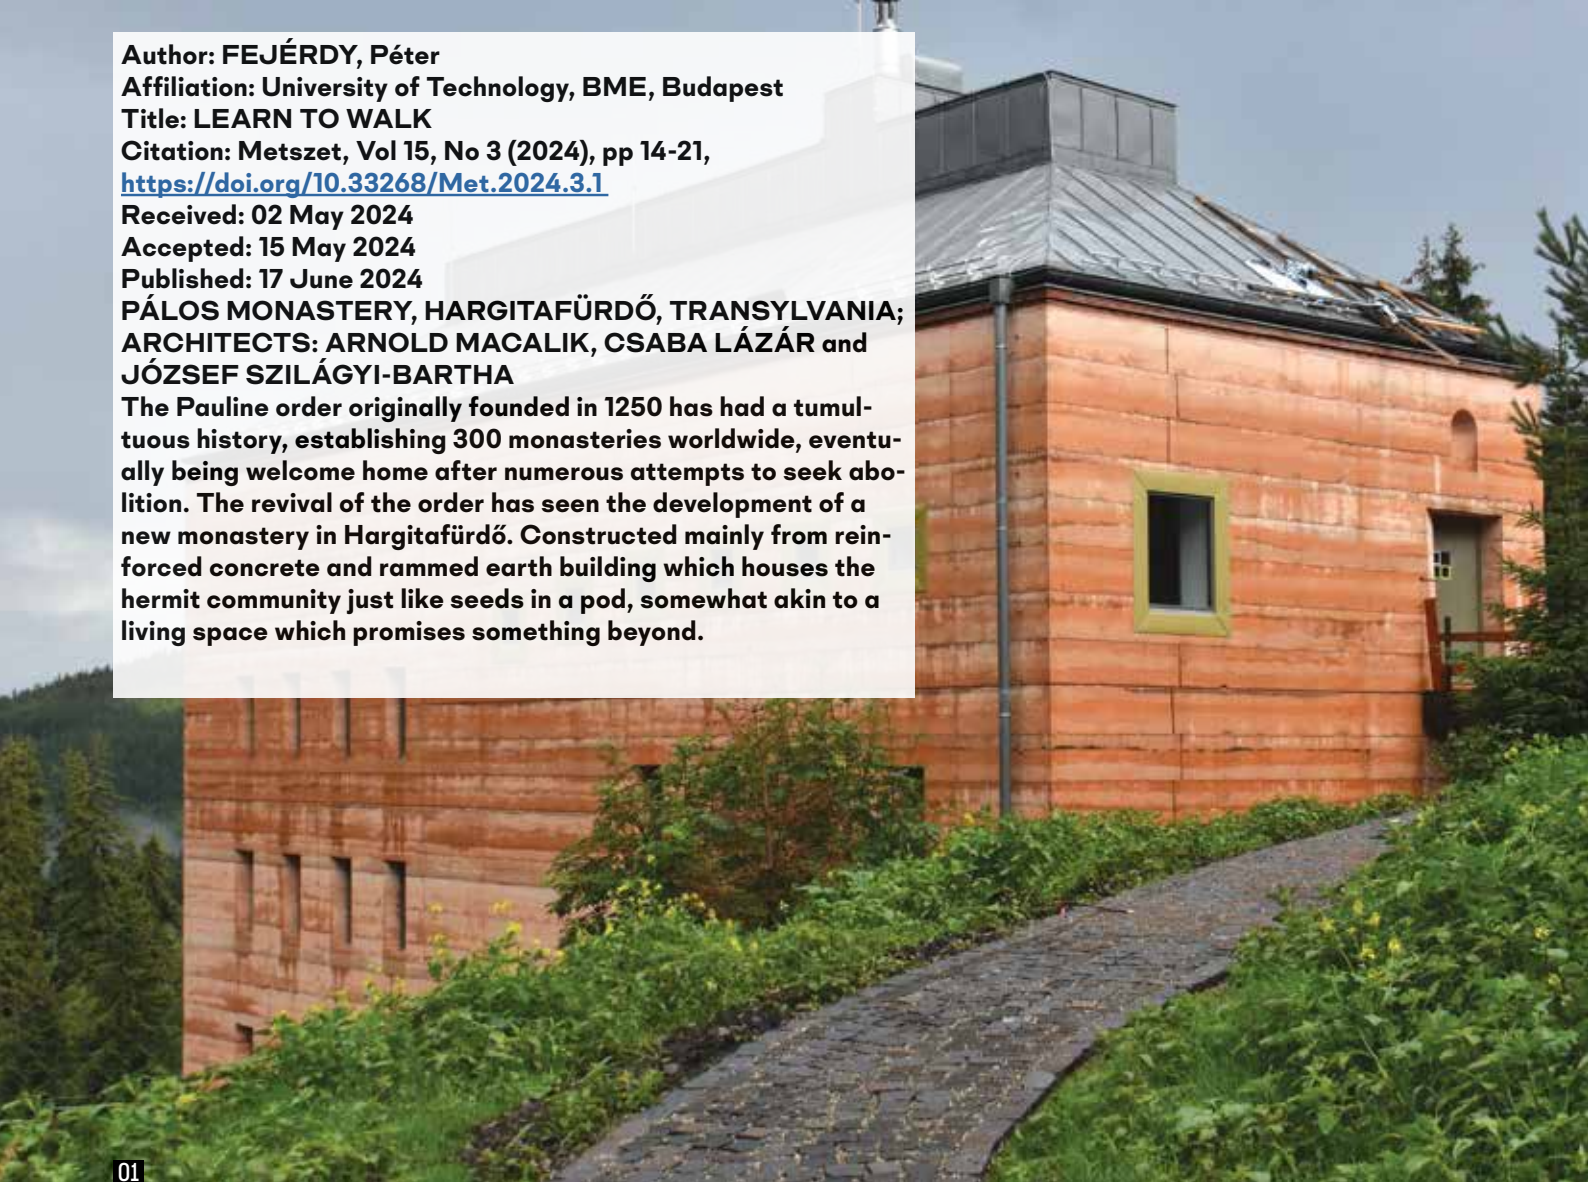 Author: FEJÉRDY, Péter
Affiliation: University of Technology, BME, Budapest
Title: LEARN TO WALK
Citation: Metszet, Vol 15, No 3 (2024), pp 14-21,
https://doi.org/10.33268/Met.2024.3.1
Received: 02 May 2024
Accepted: 15 May 2024
Published: 17 June 2024
PÁLOS MONASTERY, HARGITAFÜRDŐ, TRANSYLVANIA;
ARCHITECTS: ARNOLD MACALIK, CSABA LÁZÁR and
JÓZSEF SZILÁGYI-BARTHA
The Pauline order originally founded in 1250 has had a tumul-
tuous history, establishing 300 monasteries worldwide, eventu-
ally being welcome home after numerous attempts to seek abo-
lition. The revival of the order has seen the development of a
new monastery in Hargitafürdő. Constructed mainly from rein-
forced concrete and rammed earth building which houses the
hermit community just like seeds in a pod, somewhat akin to a
living space which promises something beyond.
01